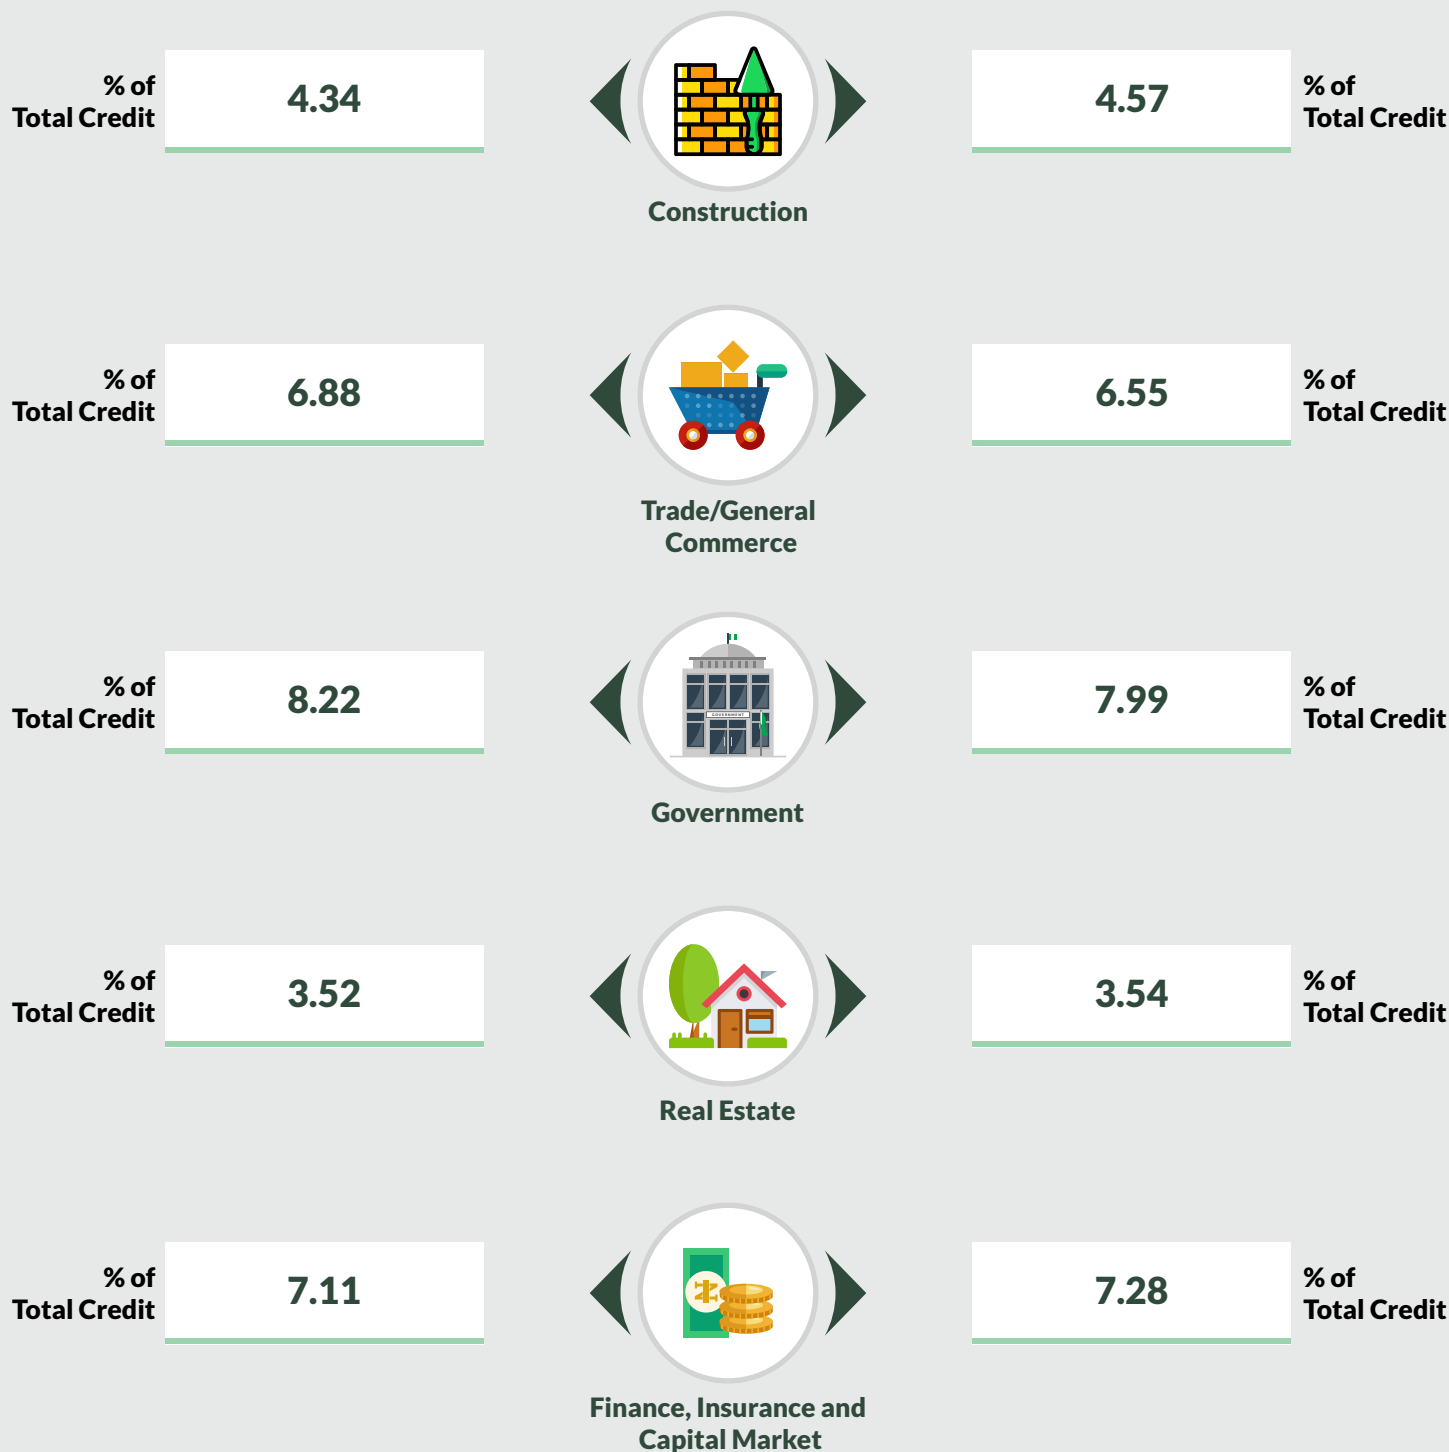 % of
Total Credit
4.34
4.57
% of
Total Credit
Construction
% of
Total Credit
6.88
6.55
% of
Total Credit
Trade/General
Commerce
% of
Total Credit
8.22
GOVERNMENT
7.99
% of
Total Credit
Government
% of
Total Credit
3.52
3.54
% of
Total Credit
Real Estate
% of
Total Credit
7.11
₦
7.28
% of
Total Credit
Finance, Insurance and
Capital Market